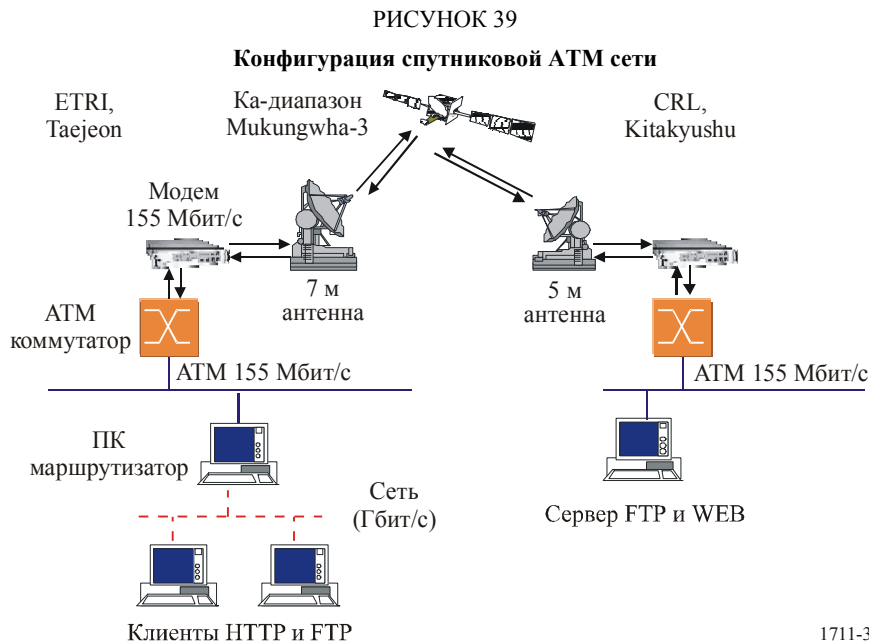 РИСУНОК 39
Конфигурация спутниковой АТМ сети
ETRI,
Taejeon
Ка-диапазон
Mukungwha-3
CRL,
Kitakyushu
Модем
155 Мбит/с
7 м
антенна
5 м
антенна
АТМ
коммутатор
АТМ 155 Мбит/с
АТМ 155 Мбит/с
ПК
маршрутизатор
Сеть
(Гбит/с)
Сервер FTP и WEB
Клиенты HTTP и FTP
1711-3